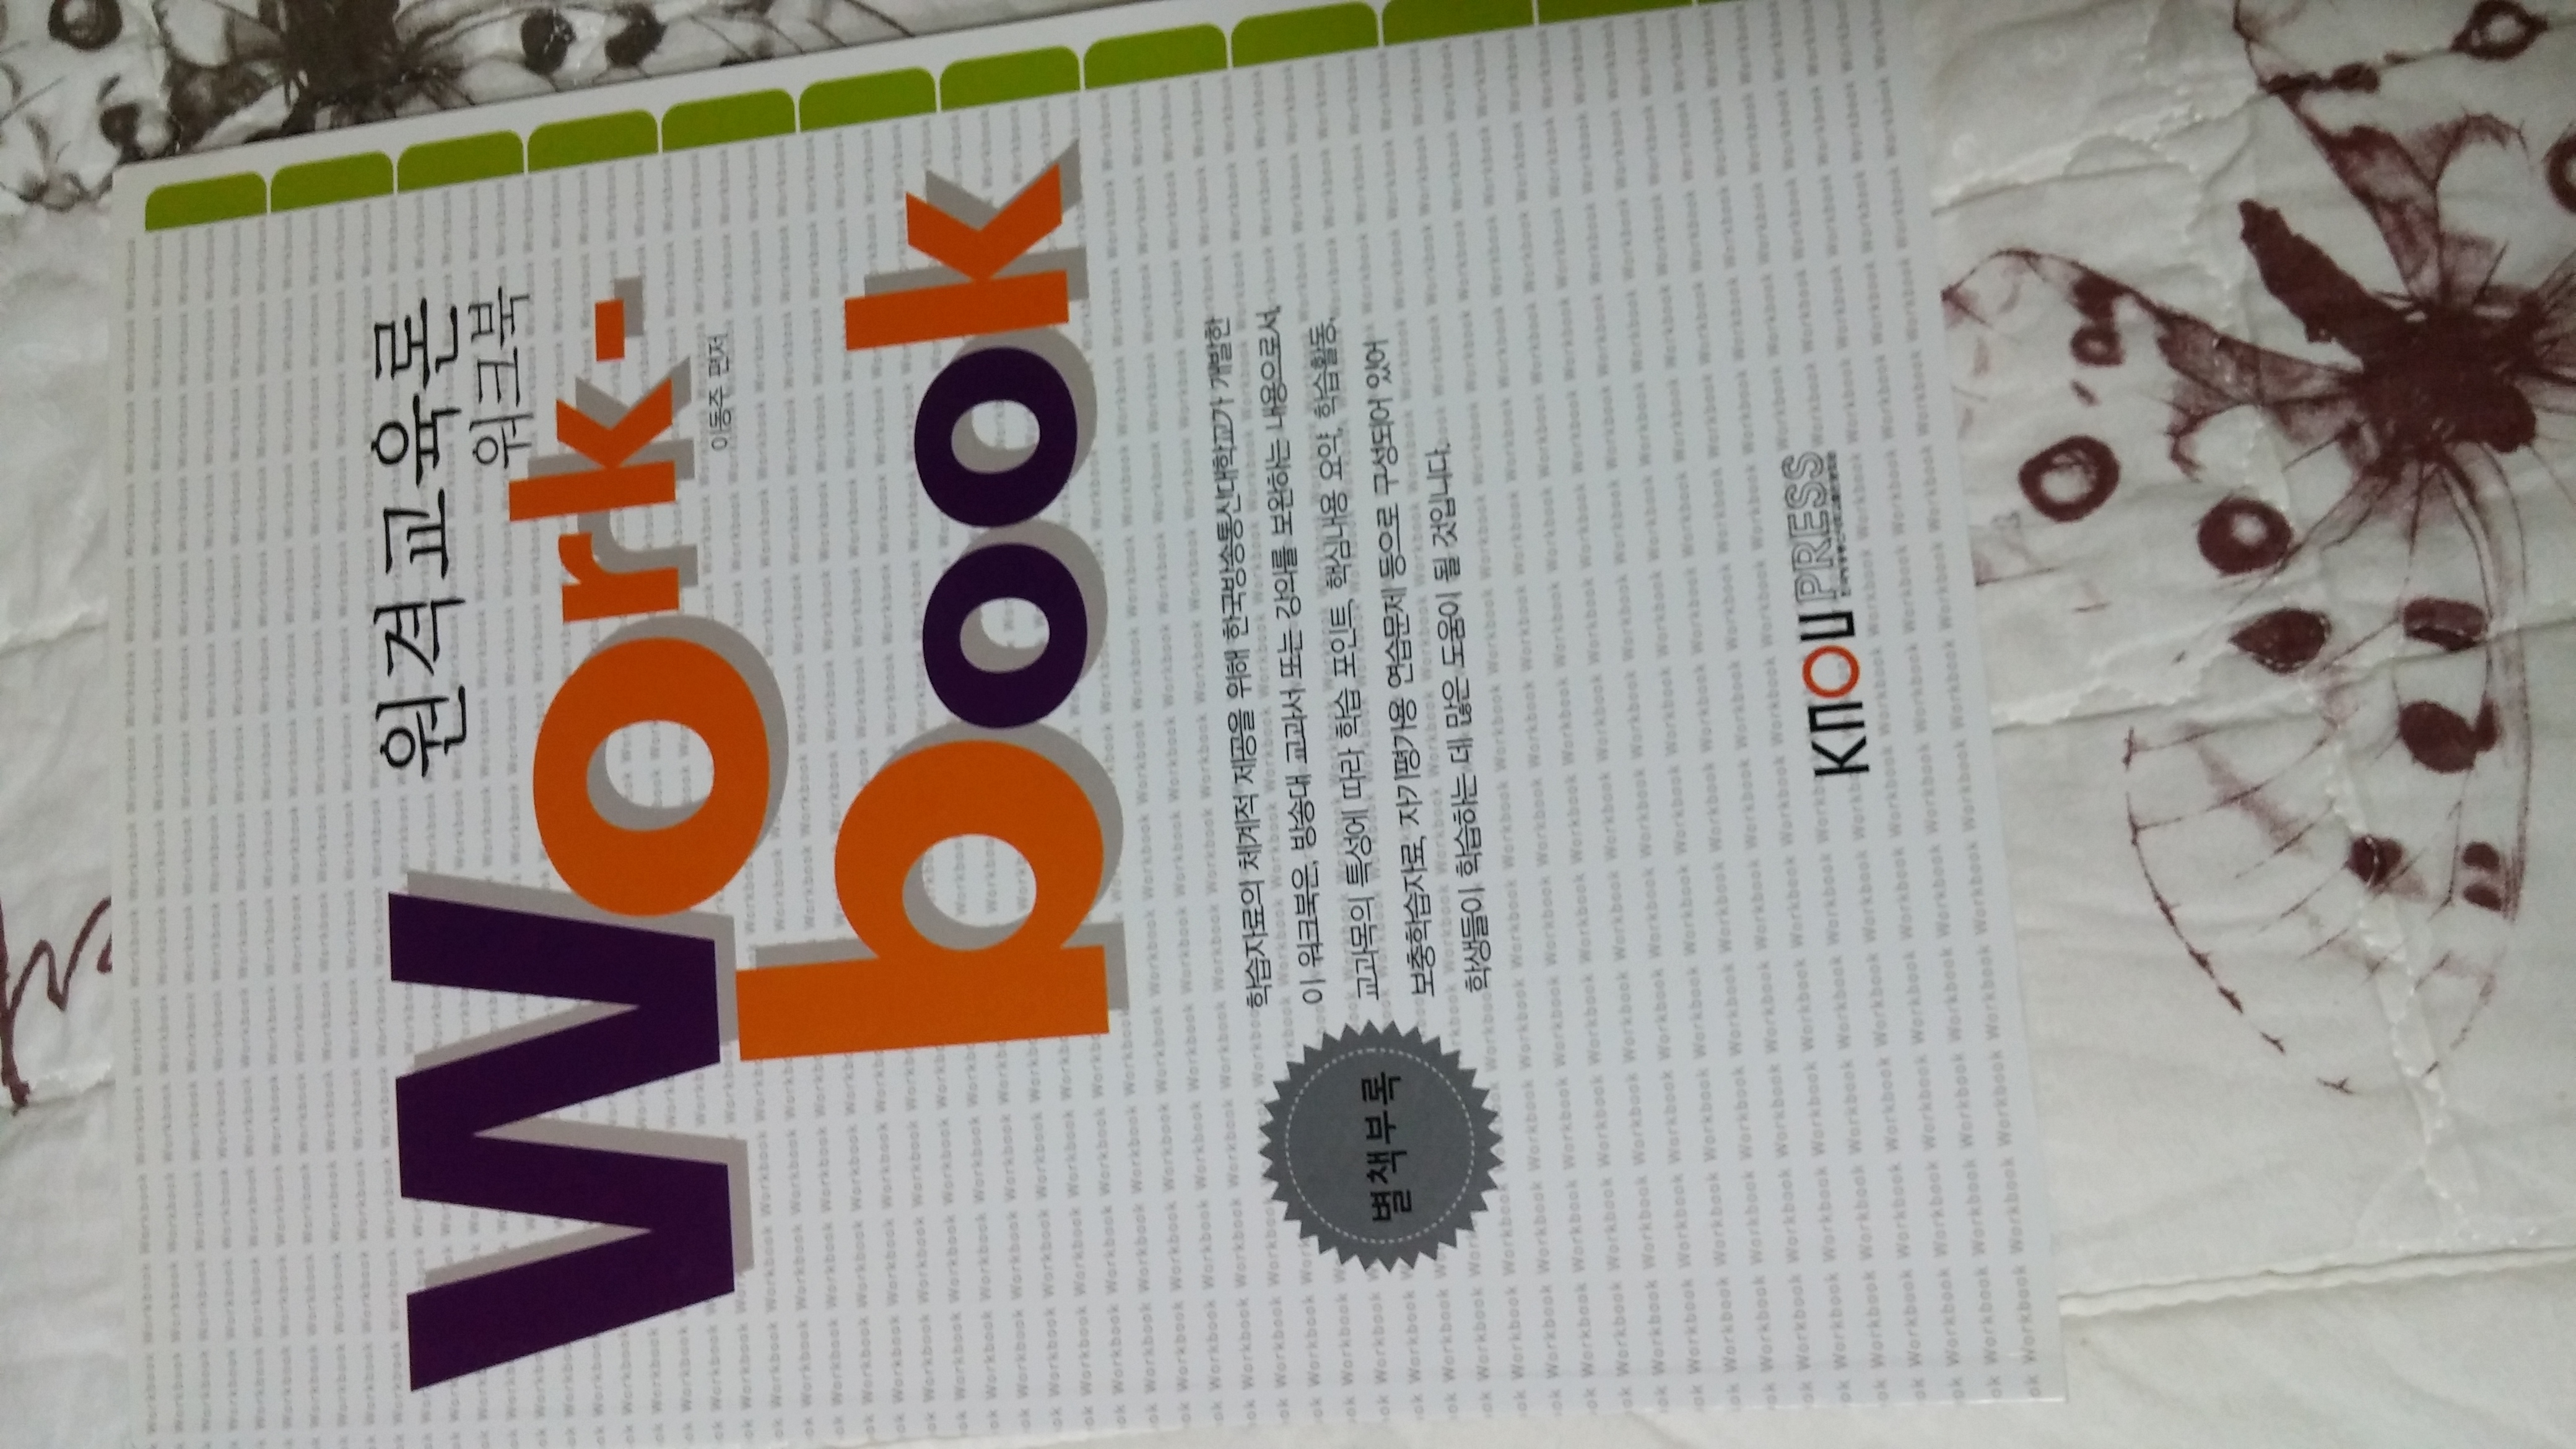 원격교육론
워크북
Work-
이동주 편저
book
학습자료의 체계적 제공을 위해 한국방송통신대학교가 개발한
이 워크북은, 방송대 교과서 또는 강의를 보완하는 내용으로서,
교과목의 특성에 따라 학습 포인트, 핵심내용 요약, 학습활동,
보충학습자료, 자기평가용 연습문제 등으로 구성되어 있어
학생들이 학습하는 데 많은 도움이 될 것입니다.
별책부록
KNOU PRESS